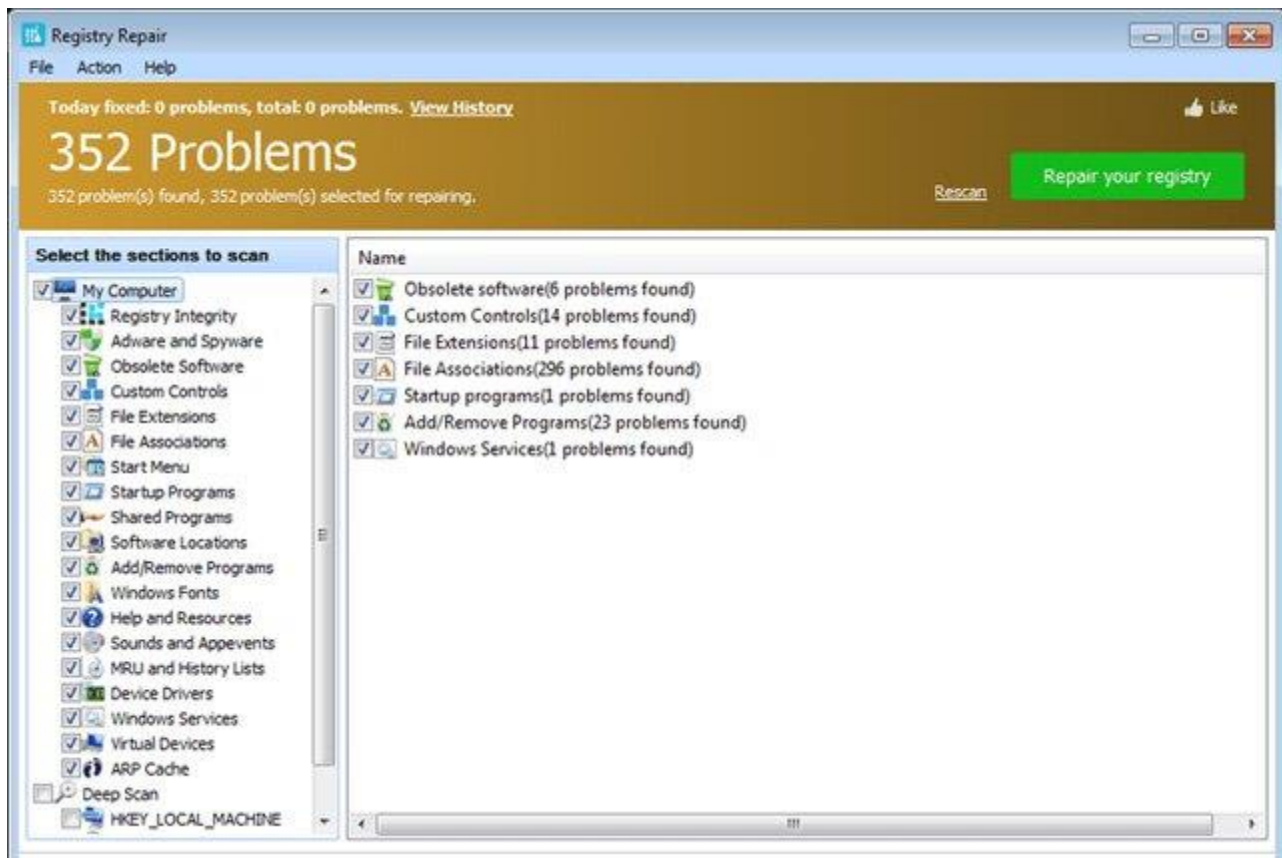 Registry Repair
File Action Help
Today fixed: 0 problems, total: 0 problems. View History
Like
352 Problems
352 problem(s) found, 352 problem(s) selected for repairing.
Rescan
Repair your registry
Select the sections to scan
My Computer
Registry Integrity
Adware and Spyware
Obsolete Software
Custom Controls
File Extensions
File Associations
Start Menu
Startup Programs
Shared Programs
Software Locations
Add/Remove Programs
Windows Fonts
Help and Resources
Sounds and Appevents
MRU and History Lists
Device Drivers
Windows Services
Virtual Devices
ARP Cache
Deep Scan
HKEY_LOCAL_MACHINE
Name
Obsolete software(6 problems found)
Custom Controls(14 problems found)
File Extensions(11 problems found)
File Associations(296 problems found)
Startup programs(1 problems found)
Add/Remove Programs(23 problems found)
Windows Services(1 problems found)